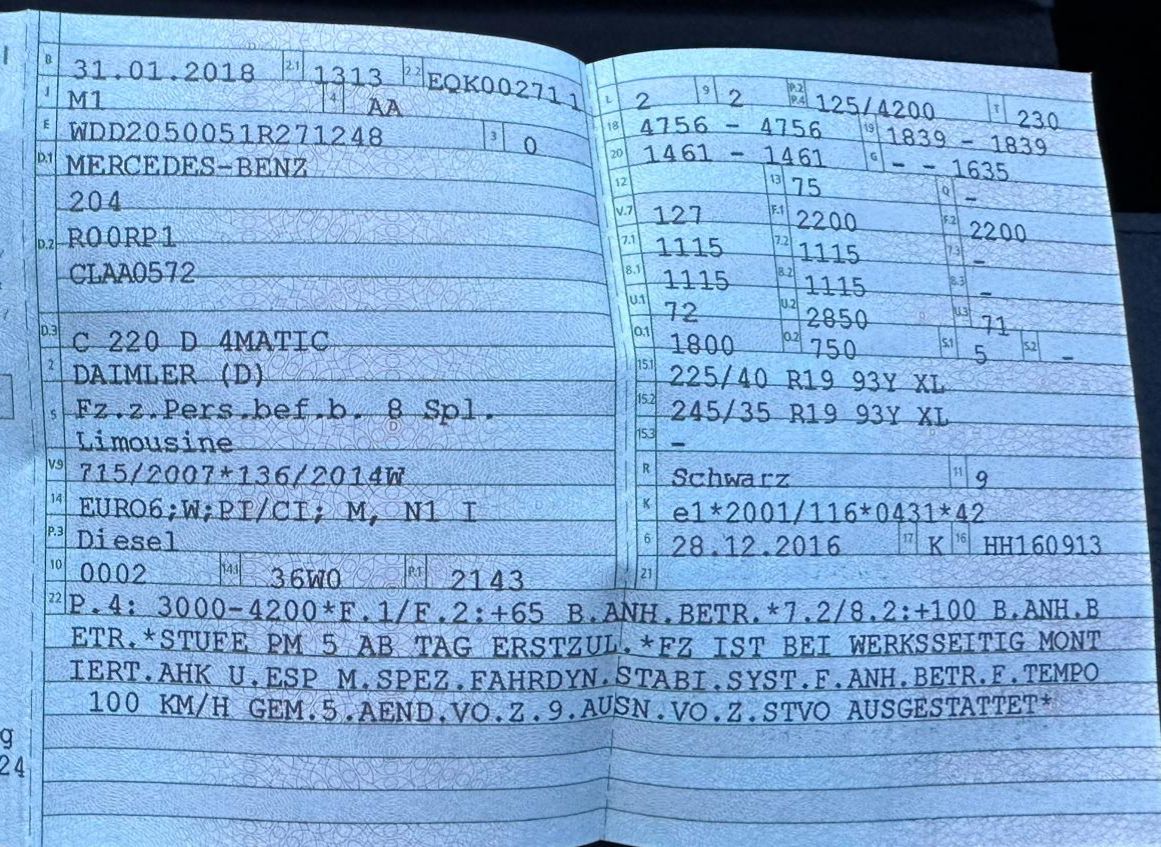 B 31.01.2018 2.1 1313 2.2 EQK002711
J M1 4 AA
E WDD2050051R271248 3 0
D.1 MERCEDES-BENZ
204
D.2 R00RP1
CLAA0572
D.3 C 220 D 4MATIC
2 DAIMLER (D)
5 Fz.z.Pers.bef.b. 8 Spl.
Limousine
V.9 715/2007*136/2014W
14 EURO6;W;PI/CI; M, N1 I
P.3 Diesel
10 0002 14.1 36W0 P.1 2143
L 2 9 2 P.2 P.4 125/4200 T 230
18 4756 - 4756 19 1839 - 1839
20 1461 - 1461 G - - 1635
12 13 75 Q -
V.7 127 F.1 2200 F.2 2200
7.1 1115 7.2 1115 7.3 -
8.1 1115 8.2 1115 8.3 -
U.1 72 U.2 2850 U.3 71
O.1 1800 O.2 750 S.1 5 S.2 -
15.1 225/40 R19 93Y XL
15.2 245/35 R19 93Y XL
15.3 -
R Schwarz 11 9
K e1*2001/116*0431*42
6 28.12.2016 17 K 16 HH160913
21
22 P.4: 3000-4200*F.1/F.2:+65 B.ANH.BETR.*7.2/8.2:+100 B.ANH.B
ETR.*STUFE PM 5 AB TAG ERSTZUL.*FZ IST BEI WERKSSEITIG MONT
IERT.AHK U.ESP M.SPEZ.FAHRDYN.STABI.SYST.F.ANH.BETR.F.TEMPO
100 KM/H GEM.5.AEND.VO.Z.9.AUSN.VO.Z.STVO AUSGESTATTET*
g
24